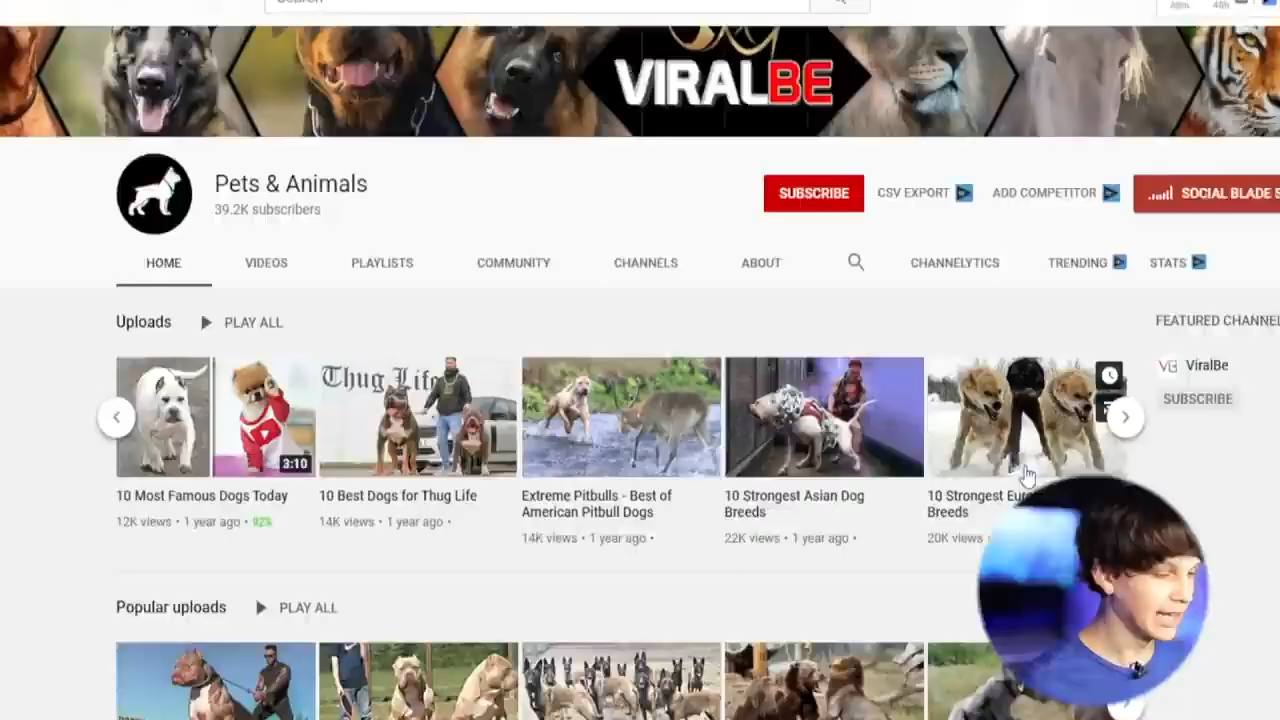 Search
VIRALBE
Pets & Animals
39.2K subscribers
SUBSCRIBE
CSV EXPORT
ADD COMPETITOR
SOCIAL BLADE S
HOME
VIDEOS
PLAYLISTS
COMMUNITY
CHANNELS
ABOUT
CHANNELYTICS
TRENDING
STATS
Uploads
PLAY ALL
FEATURED CHANNEL
ViralBe
SUBSCRIBE
Thug Life
3:10
10 Most Famous Dogs Today
12K views • 1 year ago • 92%
10 Best Dogs for Thug Life
14K views • 1 year ago •
Extreme Pitbulls - Best of
American Pitbull Dogs
14K views • 1 year ago •
10 Strongest Asian Dog
Breeds
22K views • 1 year ago •
10 Strongest Eur
Breeds
20K views
Popular uploads
PLAY ALL